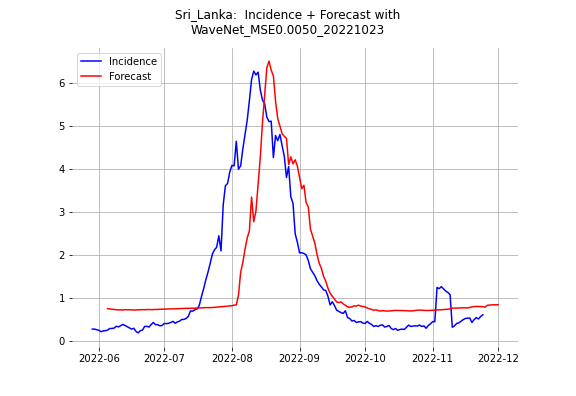 Sri_Lanka:  Incidence + Forecast with
WaveNet_MSE0.0050_20221023
Incidence
Forecast
6
5
4
3
2
1
0
2022-06 2022-07 2022-08 2022-09 2022-10 2022-11 2022-12